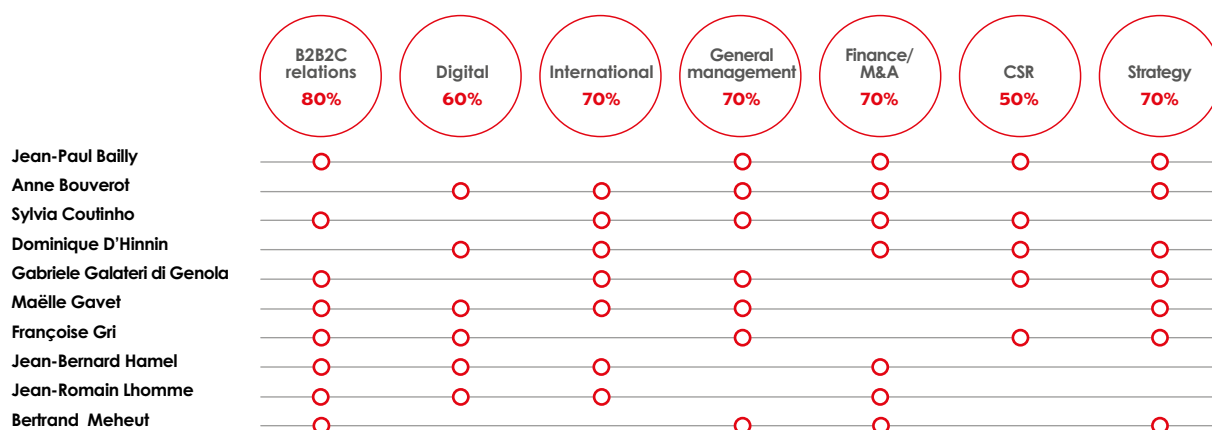 B2B2C
relations
80%
Digital
60%
International
70%
General
management
70%
Finance/
M&A
70%
CSR
50%
Strategy
70%
Jean-Paul Bailly
Anne Bouverot
Sylvia Coutinho
Dominique D'Hinnin
Gabriele Galateri di Genola
Maëlle Gavet
Françoise Gri
Jean-Bernard Hamel
Jean-Romain Lhomme
Bertrand Meheut